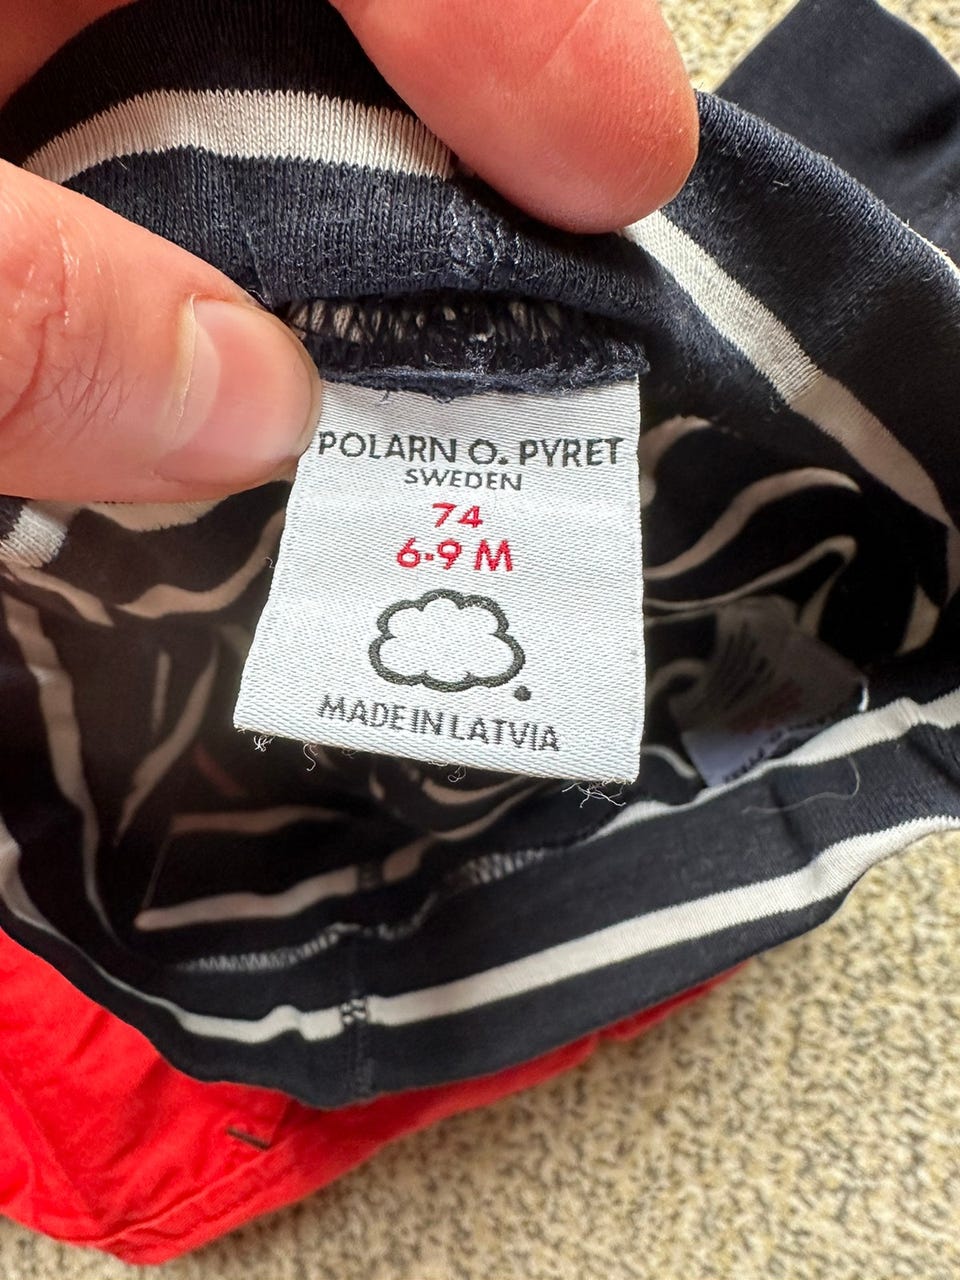 POLARN O. PYRET
SWEDEN
74
6-9 M
MADE IN LATVIA